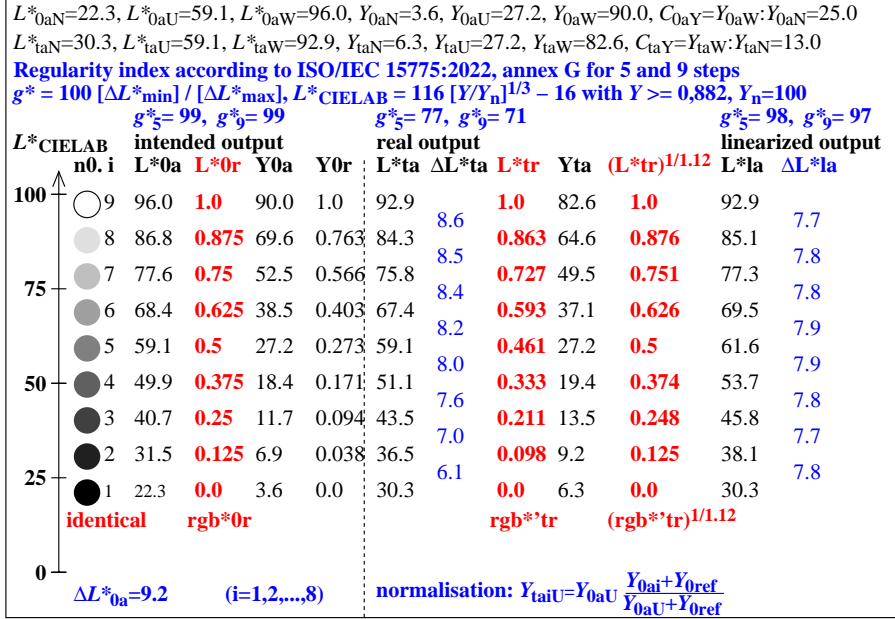 L*0aN=22.3, L*0aU=59.1, L*0aW=96.0, Y0aN=3.6, Y0aU=27.2, Y0aW=90.0, C0aY=Y0aW:Y0aN=25.0
L*taN=30.3, L*taU=59.1, L*taW=92.9, YtaN=6.3, YtaU=27.2, YtaW=82.6, CtaY=YtaW:YtaN=13.0
Regularity index according to ISO/IEC 15775:2022, annex G for 5 and 9 steps
g* = 100 [ΔL*min] / [ΔL*max], L*CIELAB = 116 [Y/Yn]1/3 – 16 with Y >= 0,882, Yn=100
g*5= 99, g*9= 99 g*5= 77, g*9= 71 g*5= 98, g*9= 97
L*CIELAB intended output real output linearized output
n0. i L*0a L*0r Y0a Y0r L*ta ΔL*ta L*tr Yta (L*tr)1/1.12 L*la ΔL*la
100 9 96.0 1.0 90.0 1.0 92.9 1.0 82.6 1.0 92.9
8.6 7.7
8 86.8 0.875 69.6 0.763 84.3 0.863 64.6 0.876 85.1
8.5 7.8
7 77.6 0.75 52.5 0.566 75.8 0.727 49.5 0.751 77.3
75 8.4 7.8
6 68.4 0.625 38.5 0.403 67.4 0.593 37.1 0.626 69.5
8.2 7.9
5 59.1 0.5 27.2 0.273 59.1 0.461 27.2 0.5 61.6
8.0 7.9
50 4 49.9 0.375 18.4 0.171 51.1 0.333 19.4 0.374 53.7
7.6 7.8
3 40.7 0.25 11.7 0.094 43.5 0.211 13.5 0.248 45.8
7.0 7.7
2 31.5 0.125 6.9 0.038 36.5 0.098 9.2 0.125 38.1
25 6.1 7.8
1 22.3 0.0 3.6 0.0 30.3 0.0 6.3 0.0 30.3
identical rgb*0r rgb*’tr (rgb*’tr)1/1.12
0
ΔL*0a=9.2 (i=1,2,...,8) normalisation: YtaiU=Y0aU Y0ai+Y0ref
Y0aU+Y0ref